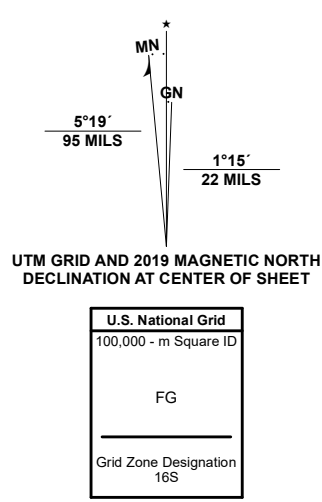 MN
GN
5°19´
95 MILS
1°15´
22 MILS
UTM GRID AND 2019 MAGNETIC NORTH
DECLINATION AT CENTER OF SHEET
U.S. National Grid
100,000 - m Square ID
FG
Grid Zone Designation
16S